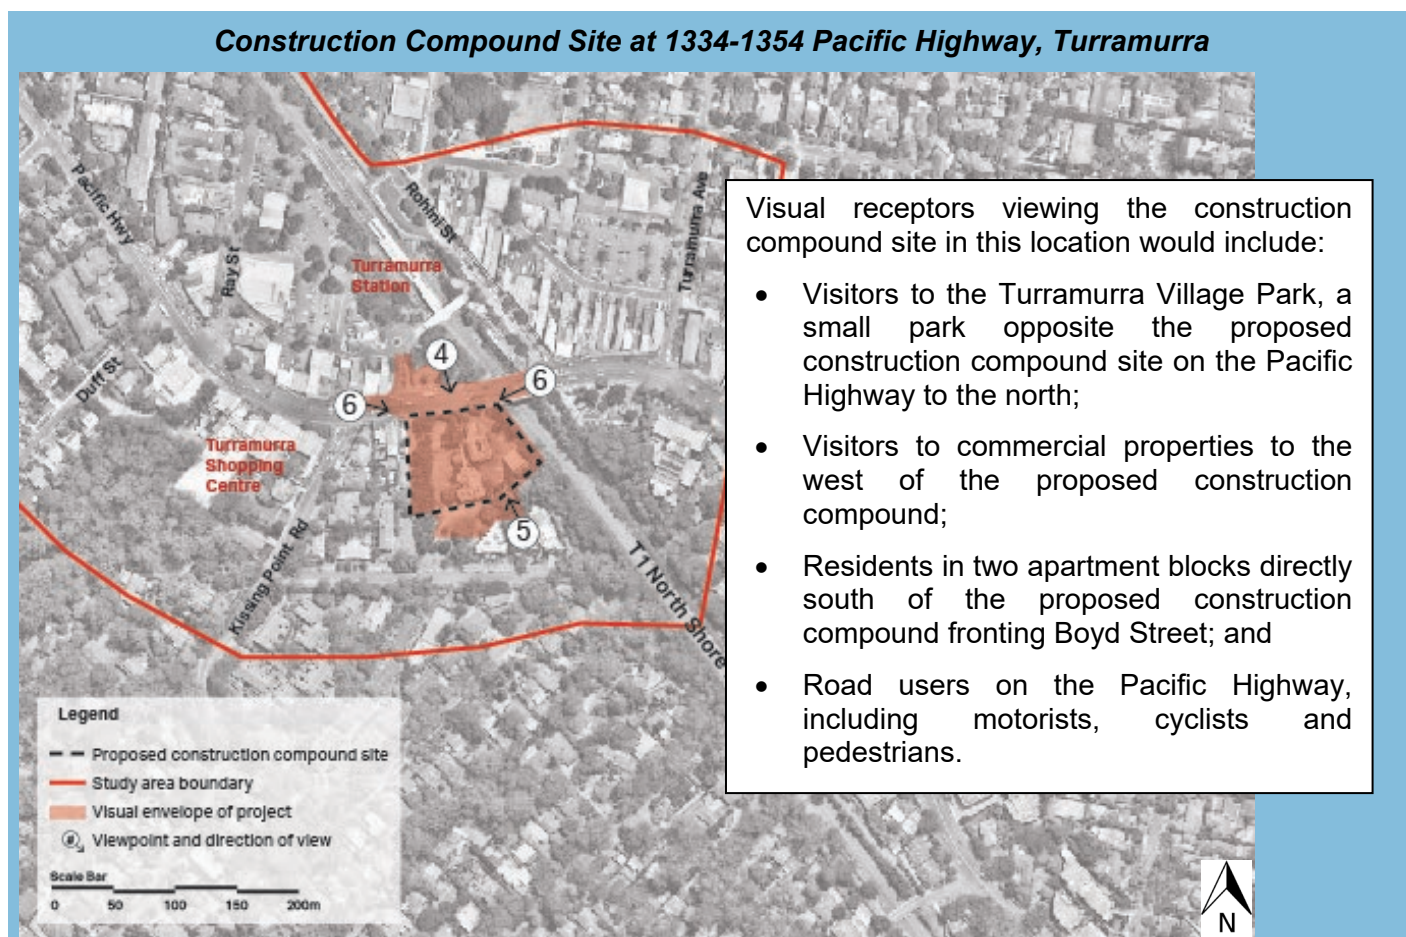 Construction Compound Site at 1334-1354 Pacific Highway, Turramurra
Pacific Hwy
Ray St
Rohini St
Turramurra Ave
Turramurra
Station
Duff St
4
6
6
Turramurra
Shopping
Centre
5
Kissing Point Rd
T1 North Shore
Visual receptors viewing the construction
compound site in this location would include:
• Visitors to the Turramurra Village Park, a
small park opposite the proposed
construction compound site on the Pacific
Highway to the north;
• Visitors to commercial properties to the
west of the proposed construction
compound;
• Residents in two apartment blocks directly
south of the proposed construction
compound fronting Boyd Street; and
• Road users on the Pacific Highway,
including motorists, cyclists and
pedestrians.
Legend
Proposed construction compound site
Study area boundary
Visual envelope of project
# Viewpoint and direction of view
Scale Bar
0 50 100 150 200m
N